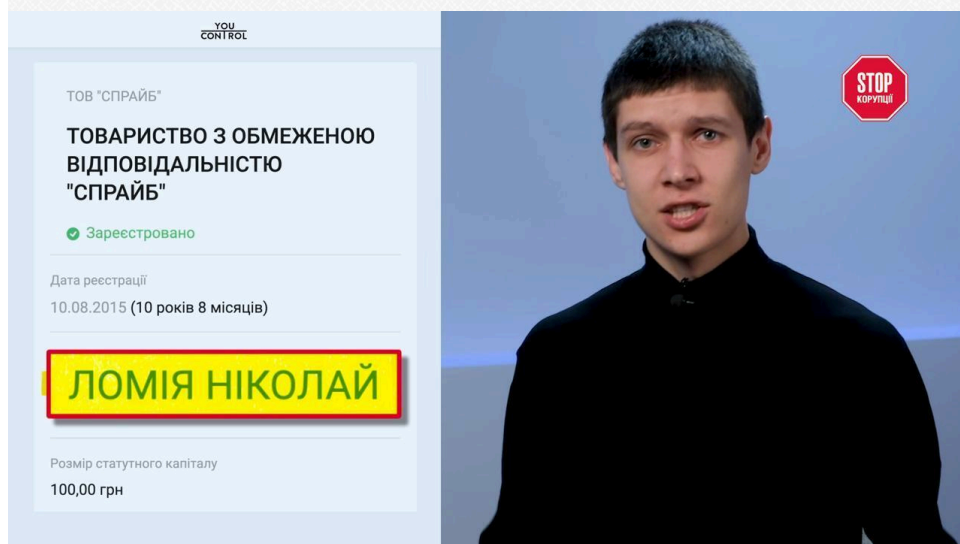 YOU
CONTROL
ТОВ "СПРАЙБ"
ТОВАРИСТВО З ОБМЕЖЕНОЮ
ВІДПОВІДАЛЬНІСТЮ
"СПРАЙБ"
Зареєстровано
Дата реєстрації
10.08.2015 (10 років 8 місяців)
ЛОМІЯ НІКОЛАЙ
Розмір статутного капіталу
100,00 грн
STOP
КОРУПЦІЇ